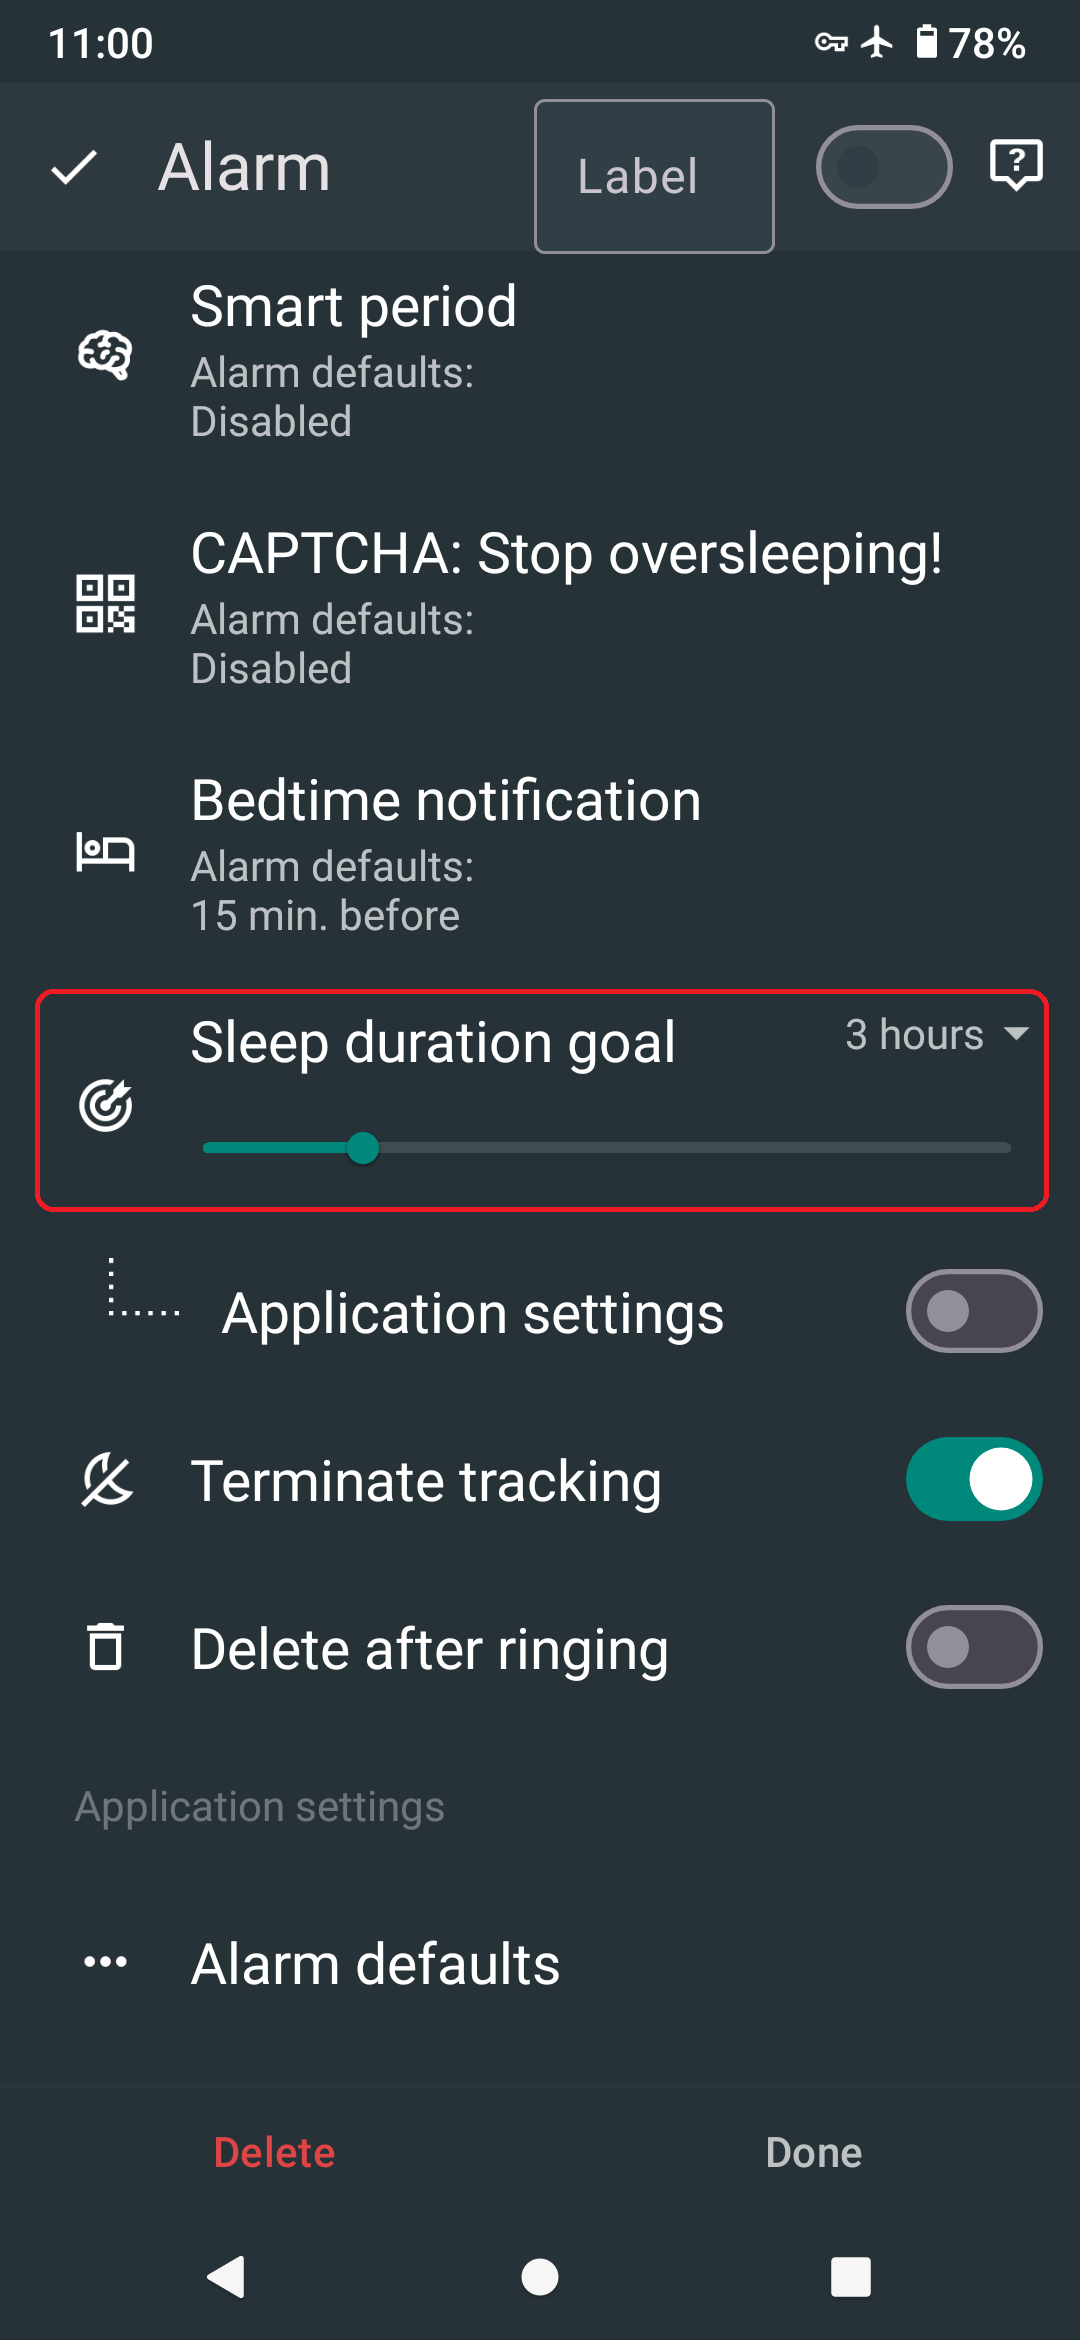 11:00
78%
Alarm
Label
Smart period
Alarm defaults:
Disabled
CAPTCHA: Stop oversleeping!
Alarm defaults:
Disabled
Bedtime notification
Alarm defaults:
15 min. before
Sleep duration goal
3 hours
Application settings
Terminate tracking
Delete after ringing
Application settings
Alarm defaults
Delete
Done